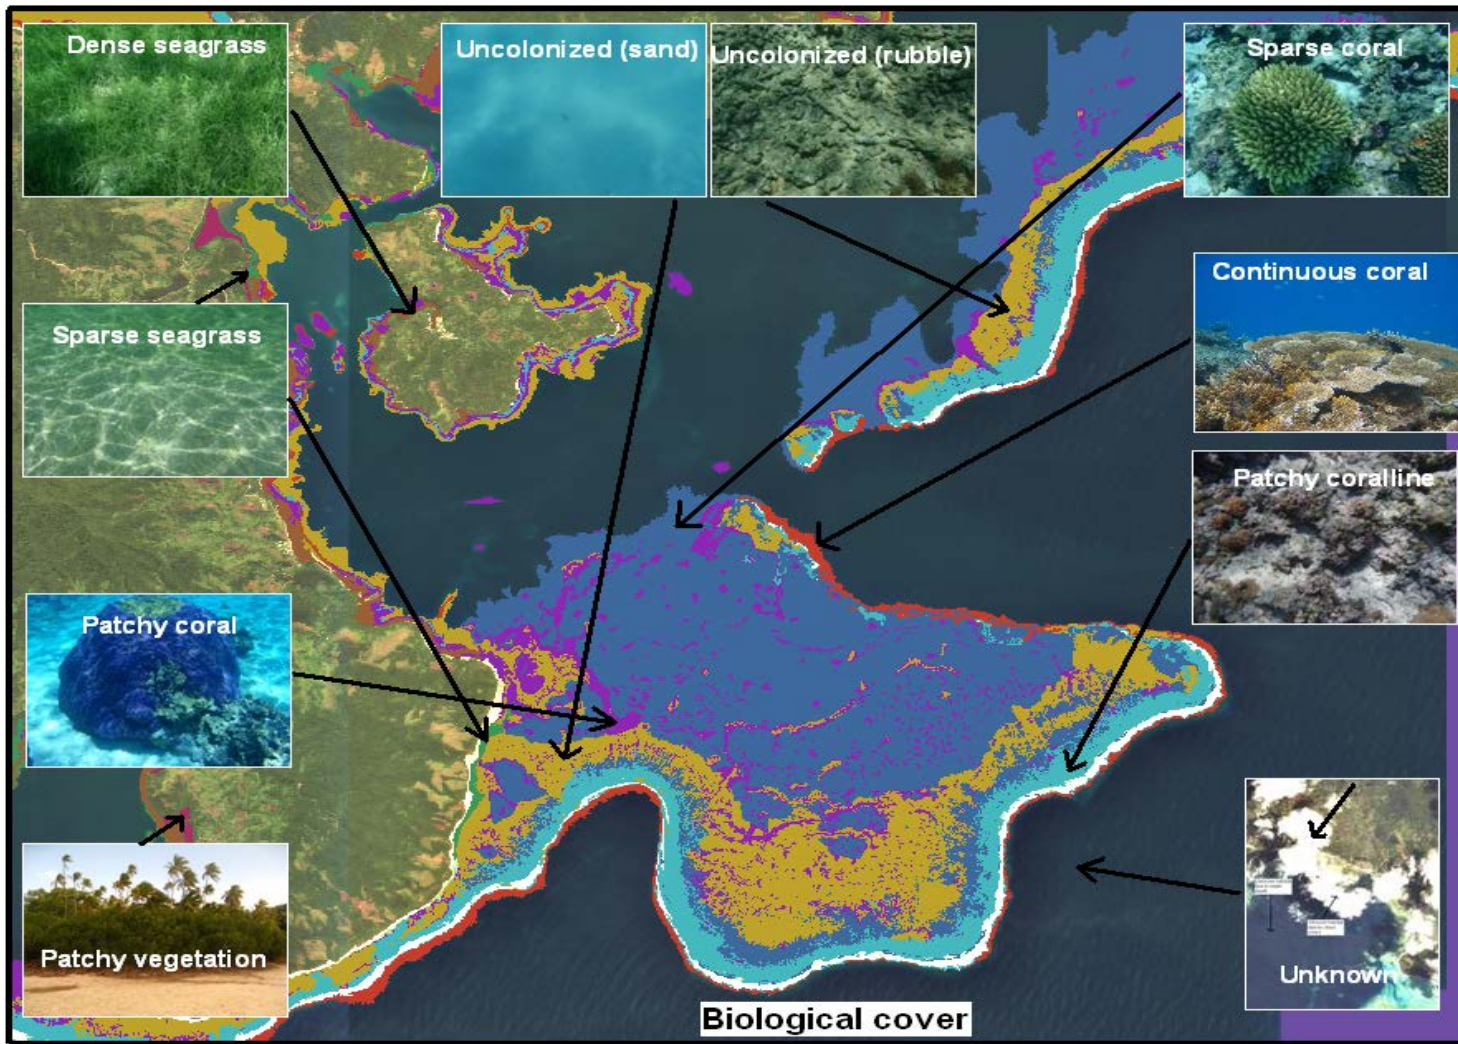 Dense seagrass
Uncolonized (sand)
Uncolonized (rubble)
Sparse coral
Continuous coral
Sparse seagrass
Patchy coralline
Patchy coral
Patchy vegetation
Unknown
Biological cover